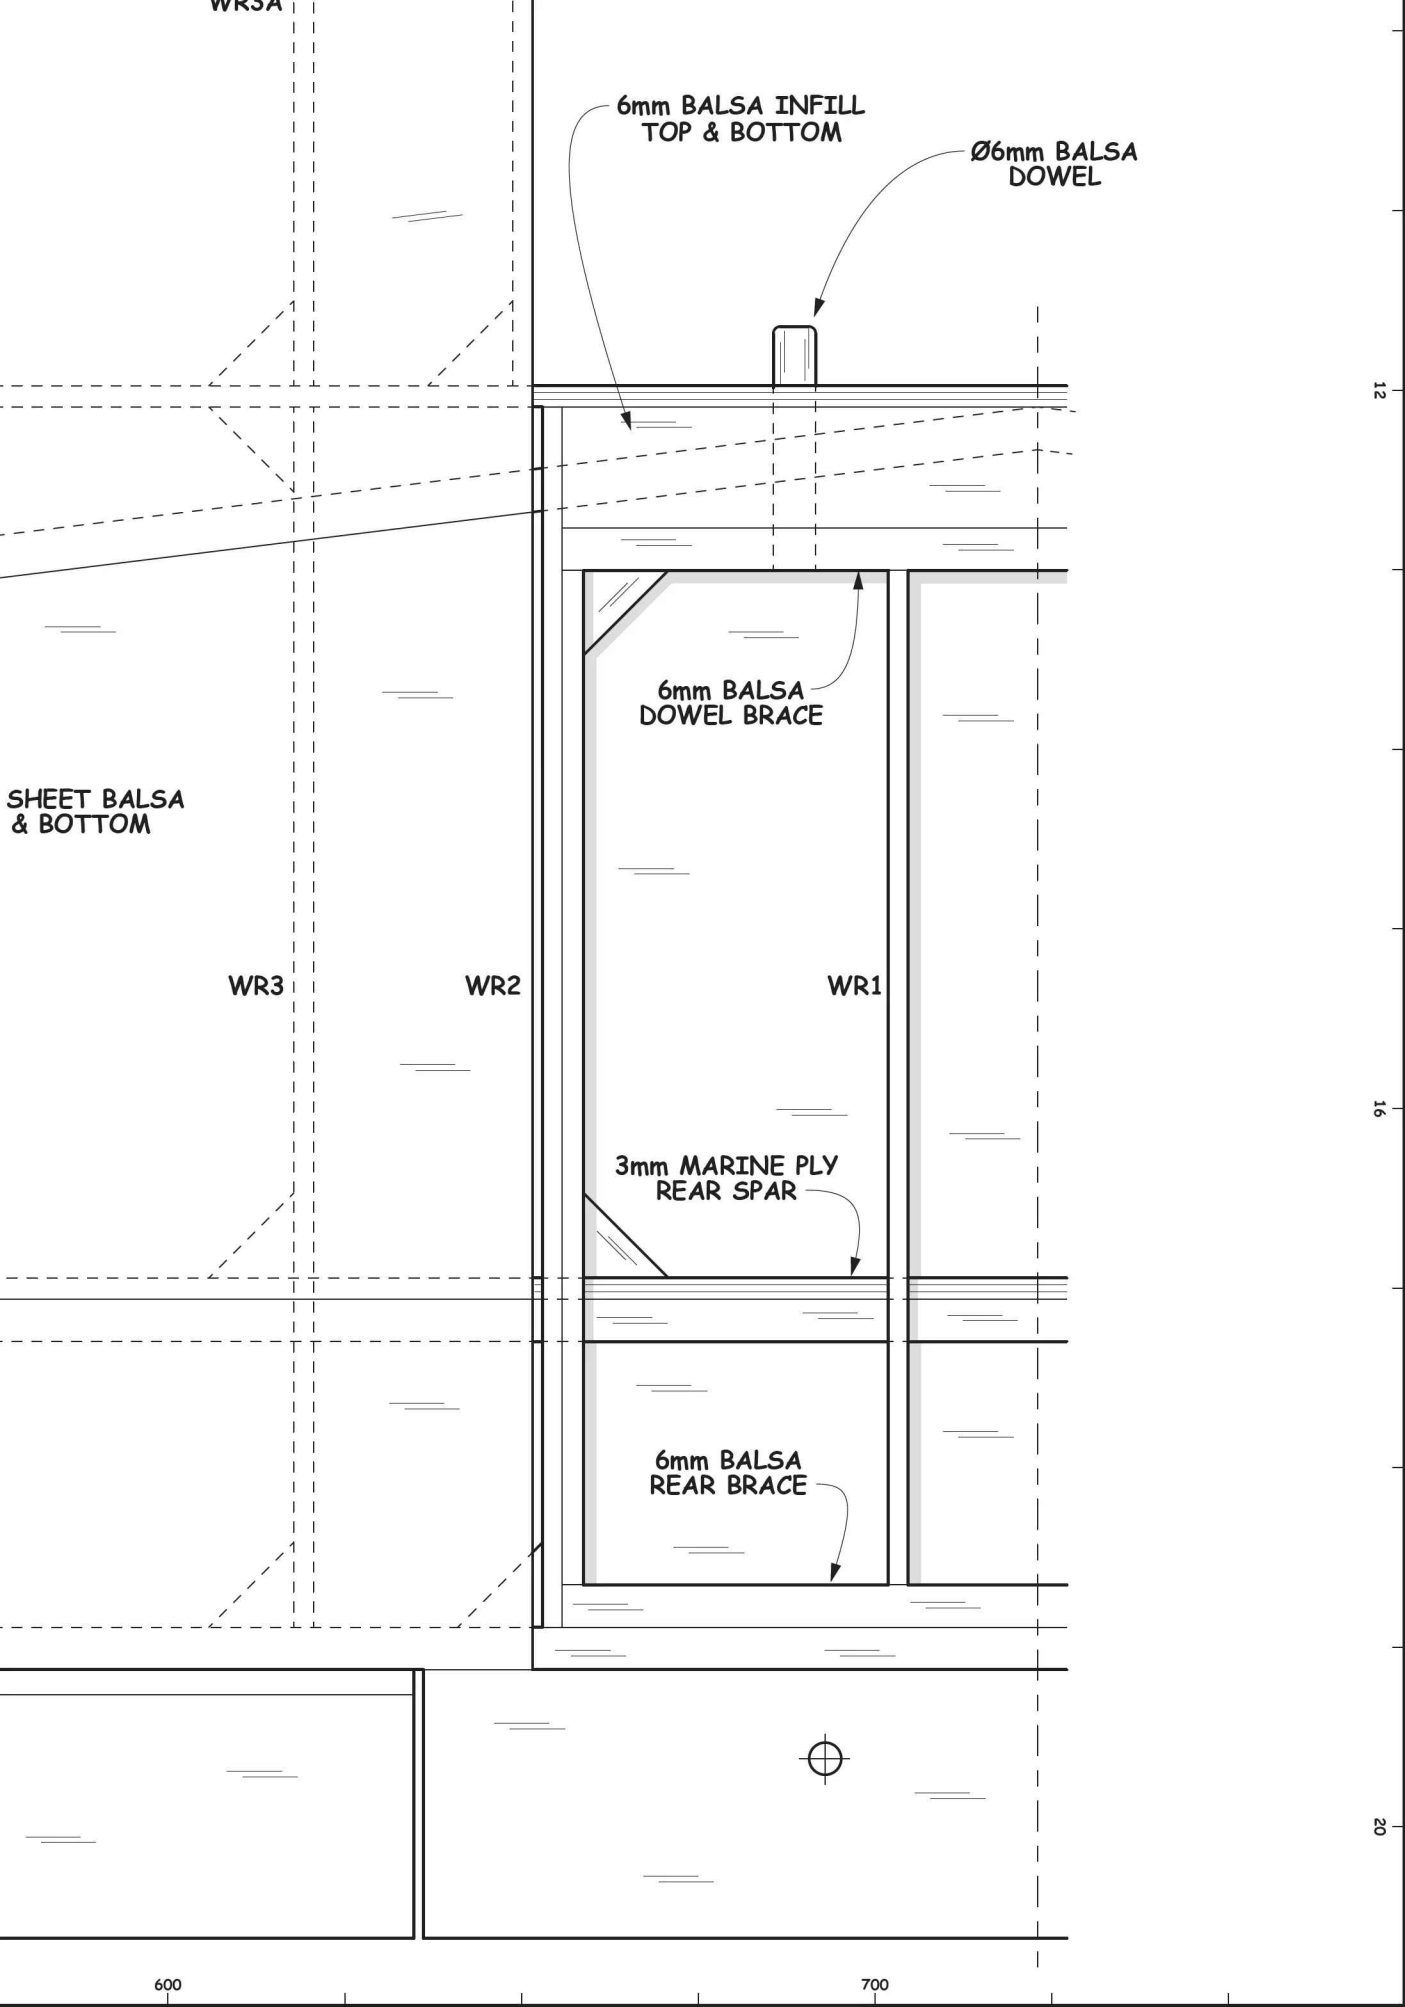 WR3A
6mm BALSA INFILL
TOP & BOTTOM
Ø6mm BALSA
DOWEL
12
6mm BALSA
DOWEL BRACE
SHEET BALSA
& BOTTOM
WR3
WR2
WR1
16
3mm MARINE PLY
REAR SPAR
6mm BALSA
REAR BRACE
20
600
700